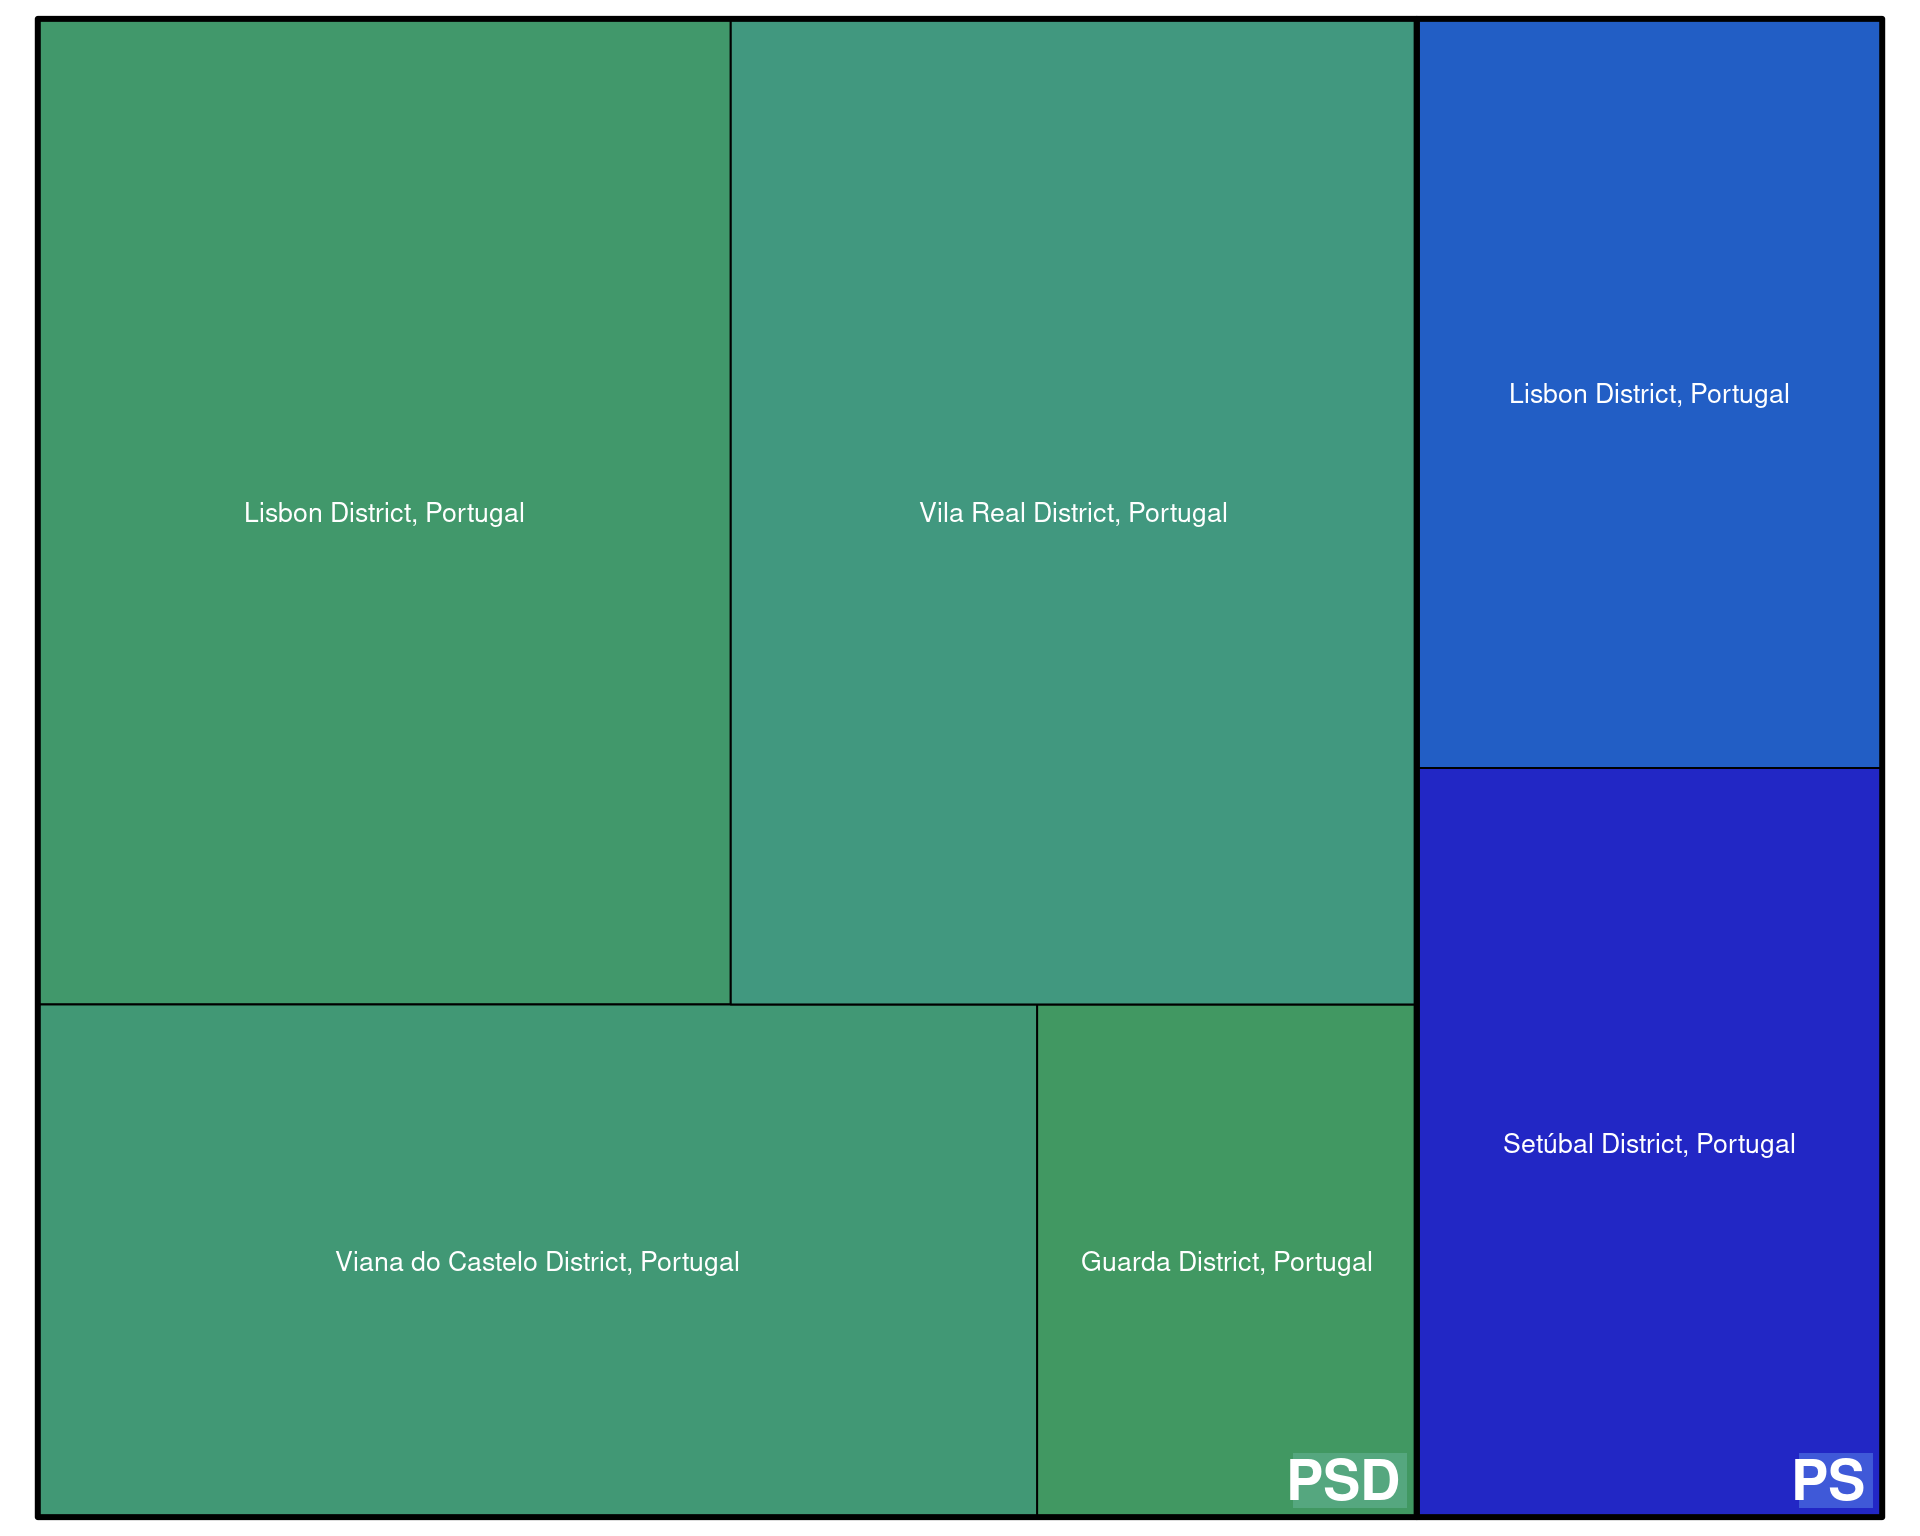 Lisbon District, Portugal
Vila Real District, Portugal
Viana do Castelo District, Portugal
Guarda District, Portugal
PSD
Lisbon District, Portugal
Setúbal District, Portugal
PS